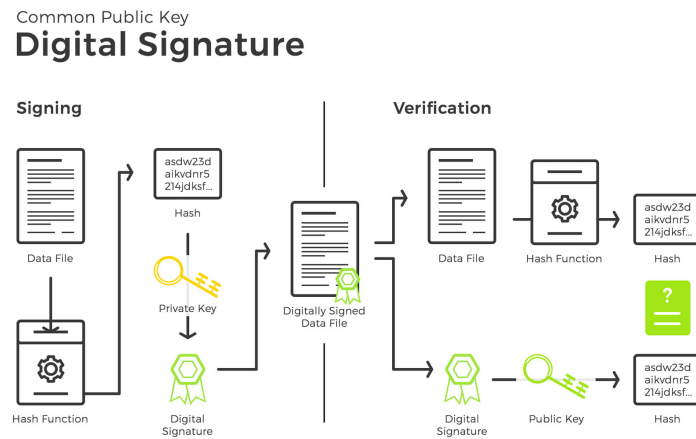 Common Public Key
Digital Signature
Signing
Data File
Hash Function
asdw23d
aikvdnr5
214jdksf...
Hash
Private Key
Digital
Signature
Digitally Signed
Data File
Verification
Data File
Hash Function
asdw23d
aikvdnr5
214jdksf...
Hash
?
Digital
Signature
Public Key
asdw23d
aikvdnr5
214jdksf...
Hash